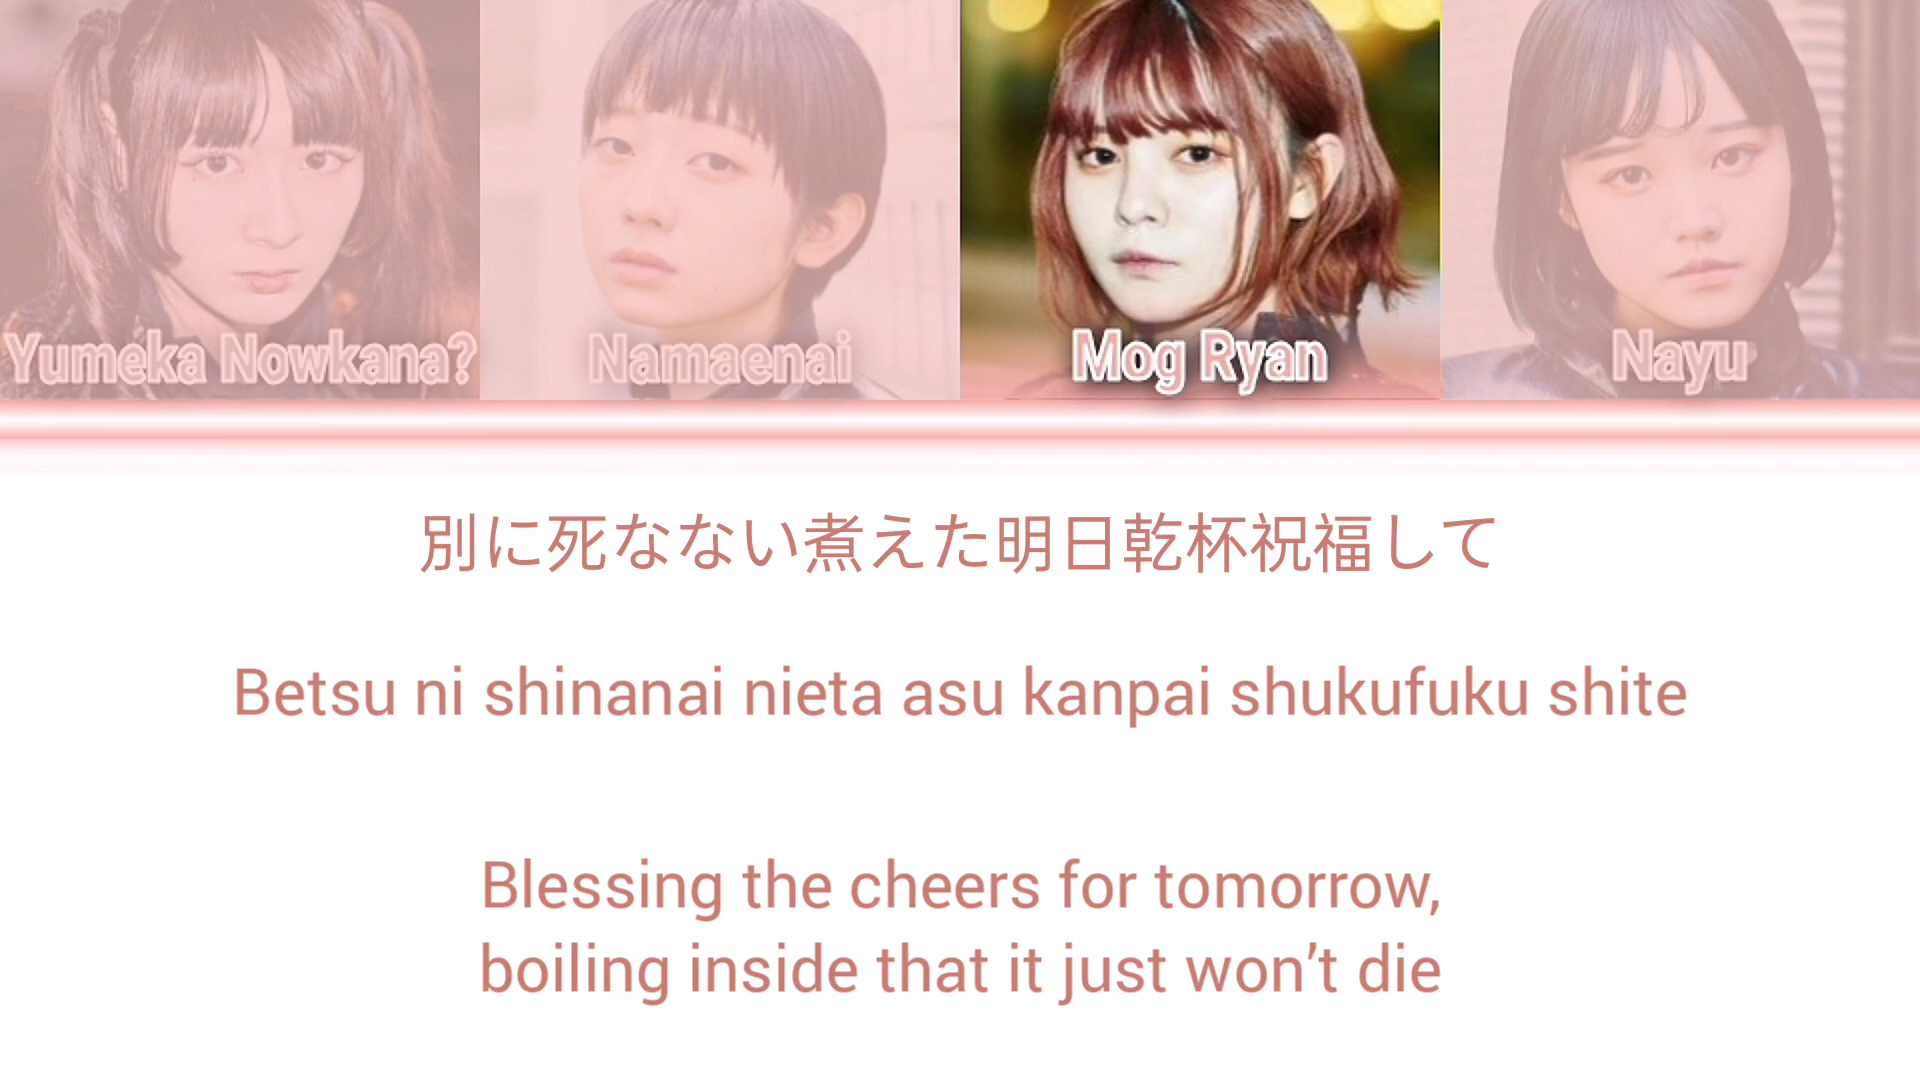 Yumeka Nowkana?
Namaenai
Mog Ryan
Nayu
別に死なない煮えた明日乾杯祝福して
Betsu ni shinanai nieta asu kanpai shukufuku shite
Blessing the cheers for tomorrow,
boiling inside that it just won’t die